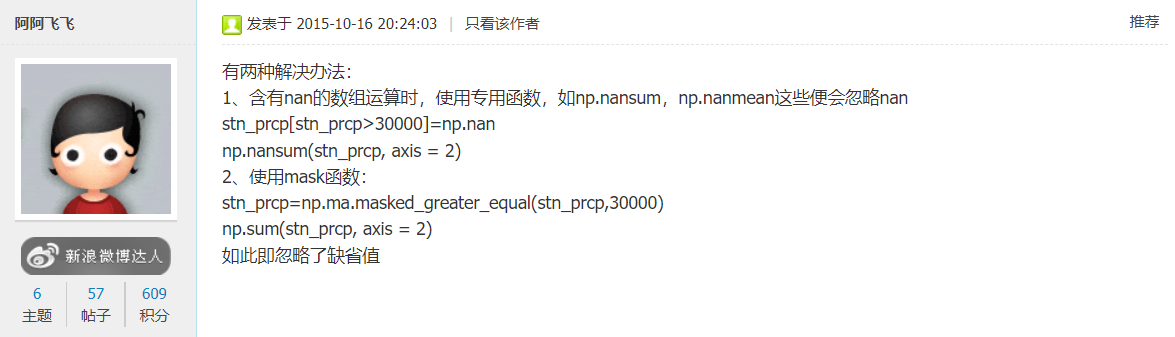 阿阿飞飞
发表于 2015-10-16 20:24:03 | 只看该作者
推荐
有两种解决办法：
1、含有nan的数组运算时，使用专用函数，如np.nansum，np.nanmean这些便会忽略nan
stn_prcp[stn_prcp>30000]=np.nan
np.nansum(stn_prcp, axis = 2)
2、使用mask函数：
stn_prcp=np.ma.masked_greater_equal(stn_prcp,30000)
np.sum(stn_prcp, axis = 2)
如此即忽略了缺省值
新浪微博达人
6 57 609
主题 帖子 积分